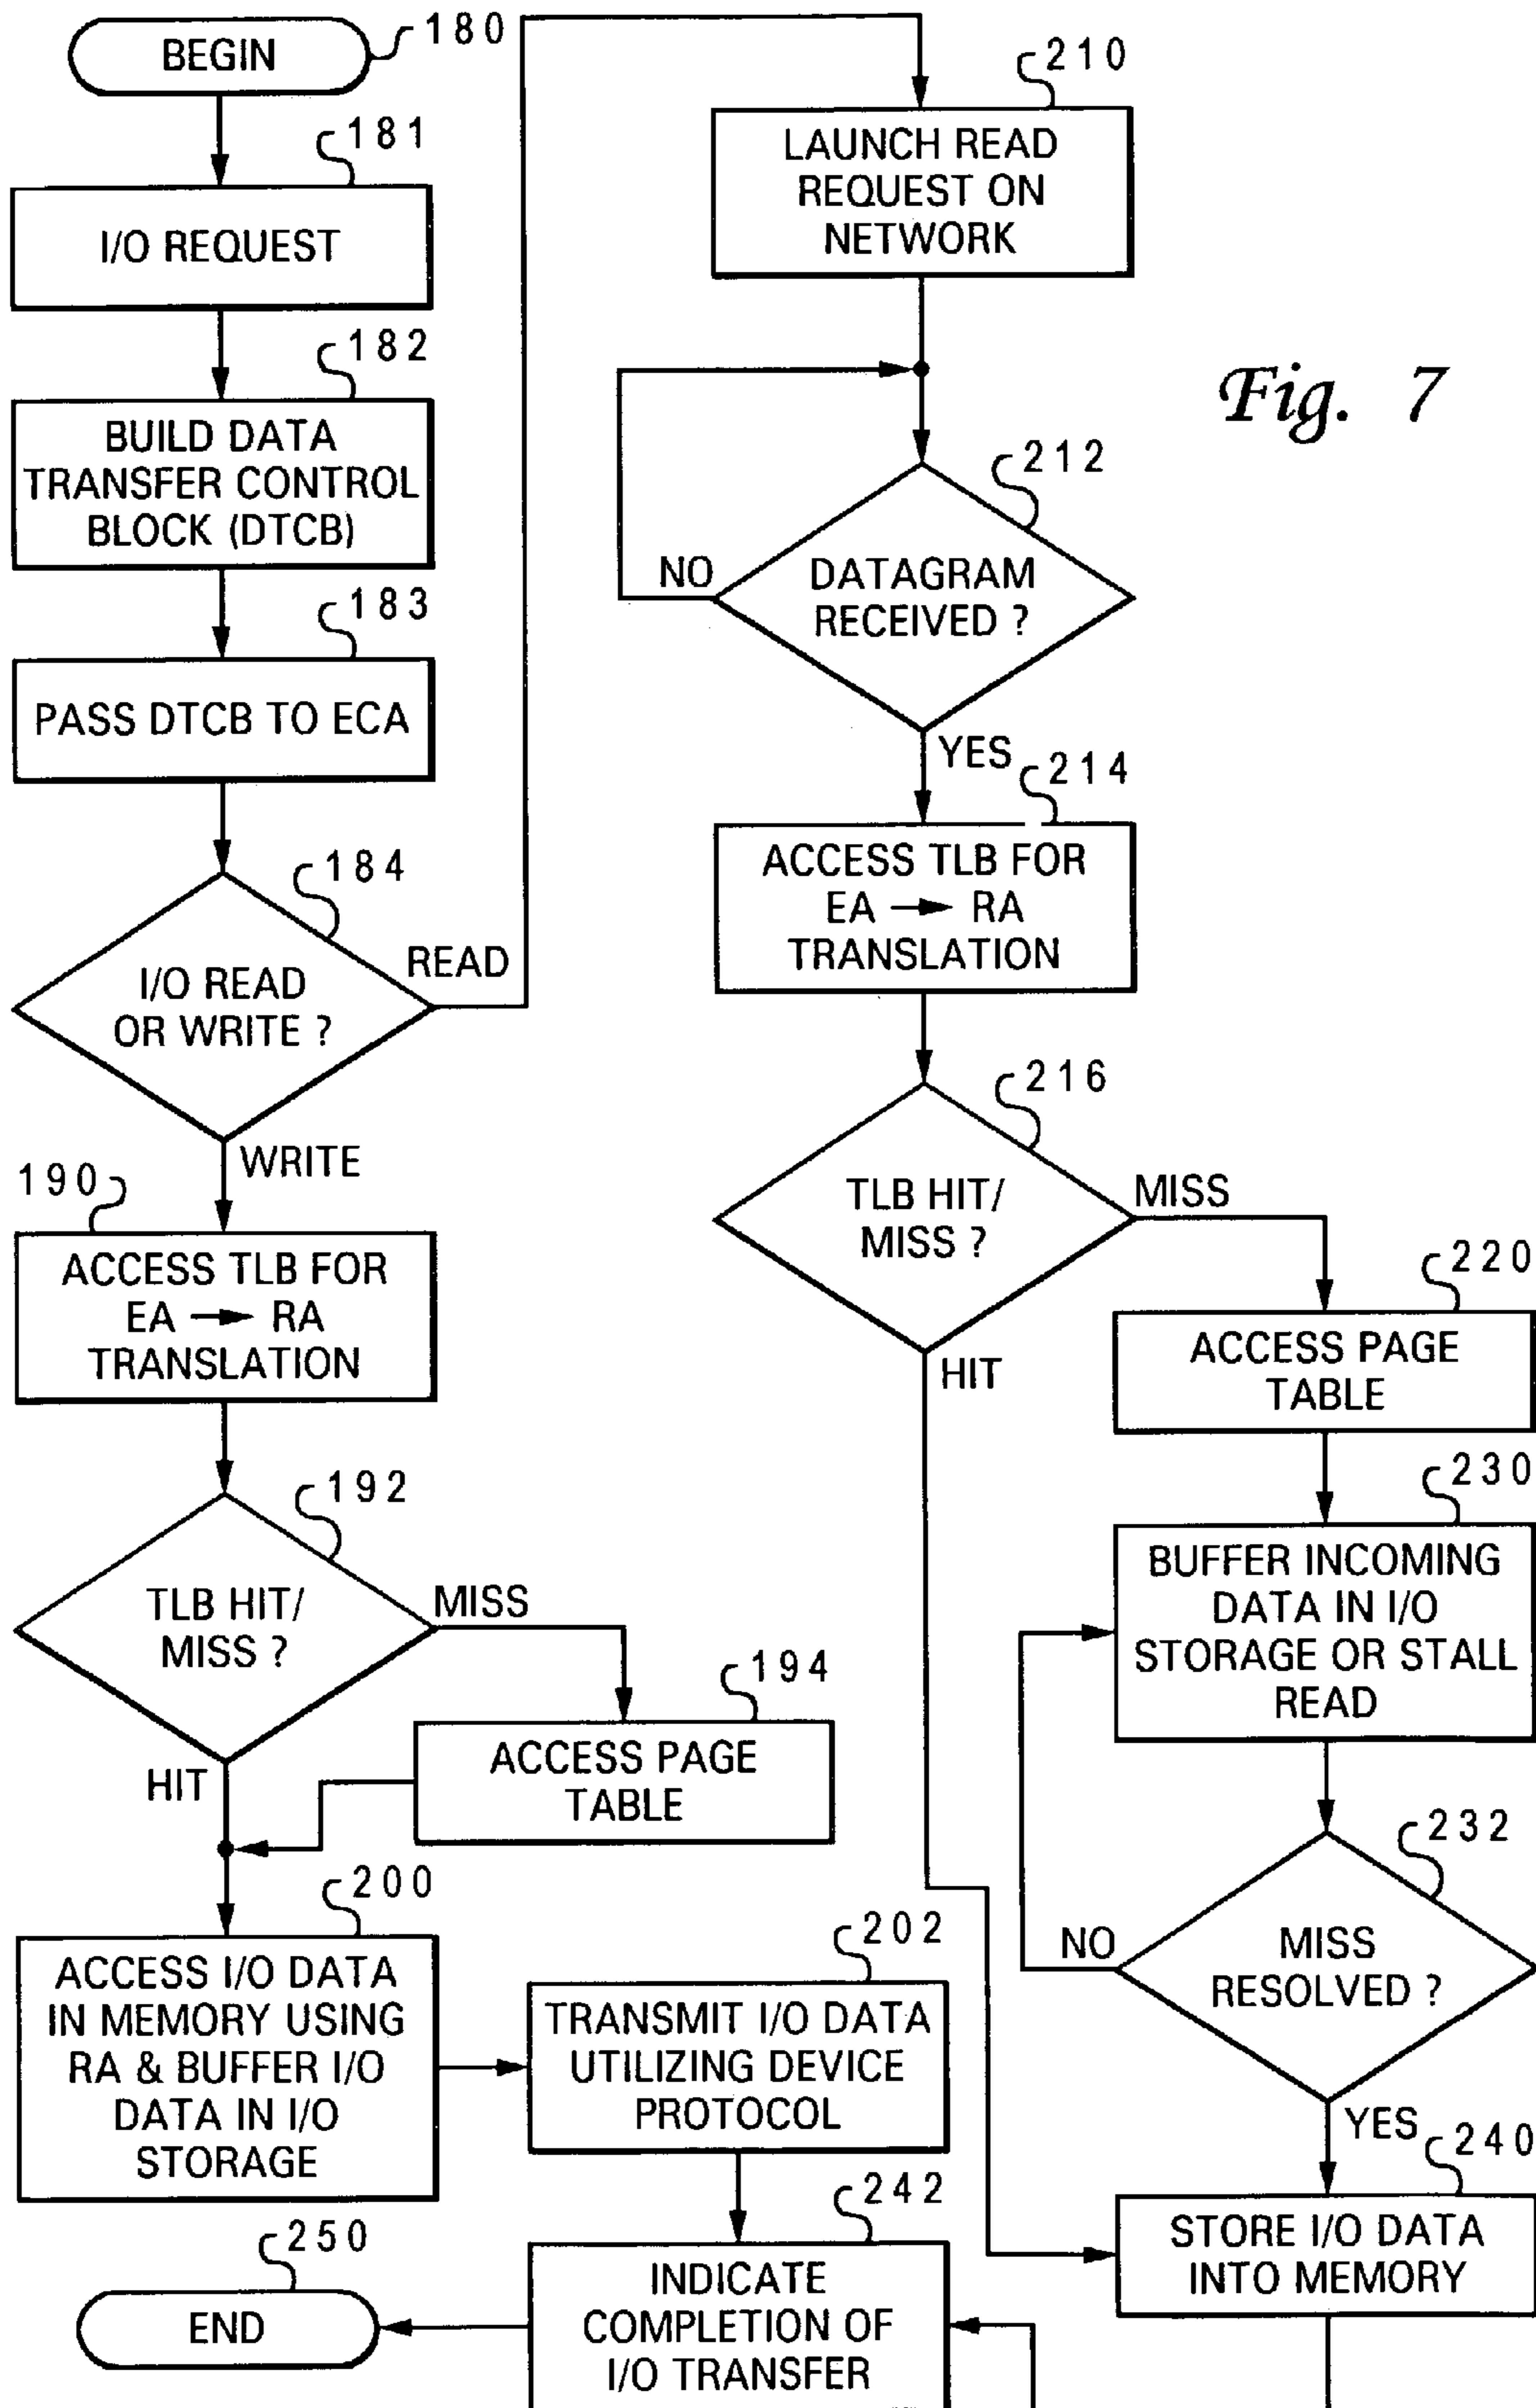 BEGIN
180
181
I/O REQUEST
182
BUILD DATA
TRANSFER CONTROL
BLOCK (DTCB)
183
PASS DTCB TO ECA
184
I/O READ
OR WRITE ?
READ
WRITE
190
ACCESS TLB FOR
EA → RA
TRANSLATION
192
TLB HIT/
MISS ?
MISS
194
ACCESS PAGE
TABLE
HIT
200
ACCESS I/O DATA
IN MEMORY USING
RA & BUFFER I/O
DATA IN I/O
STORAGE
202
TRANSMIT I/O DATA
UTILIZING DEVICE
PROTOCOL
210
LAUNCH READ
REQUEST ON
NETWORK
Fig. 7
212
DATAGRAM
RECEIVED ?
NO
YES
214
ACCESS TLB FOR
EA → RA
TRANSLATION
216
TLB HIT/
MISS ?
MISS
HIT
220
ACCESS PAGE
TABLE
230
BUFFER INCOMING
DATA IN I/O
STORAGE OR STALL
READ
232
MISS
RESOLVED ?
NO
YES
240
STORE I/O DATA
INTO MEMORY
242
INDICATE
COMPLETION OF
I/O TRANSFER
250
END